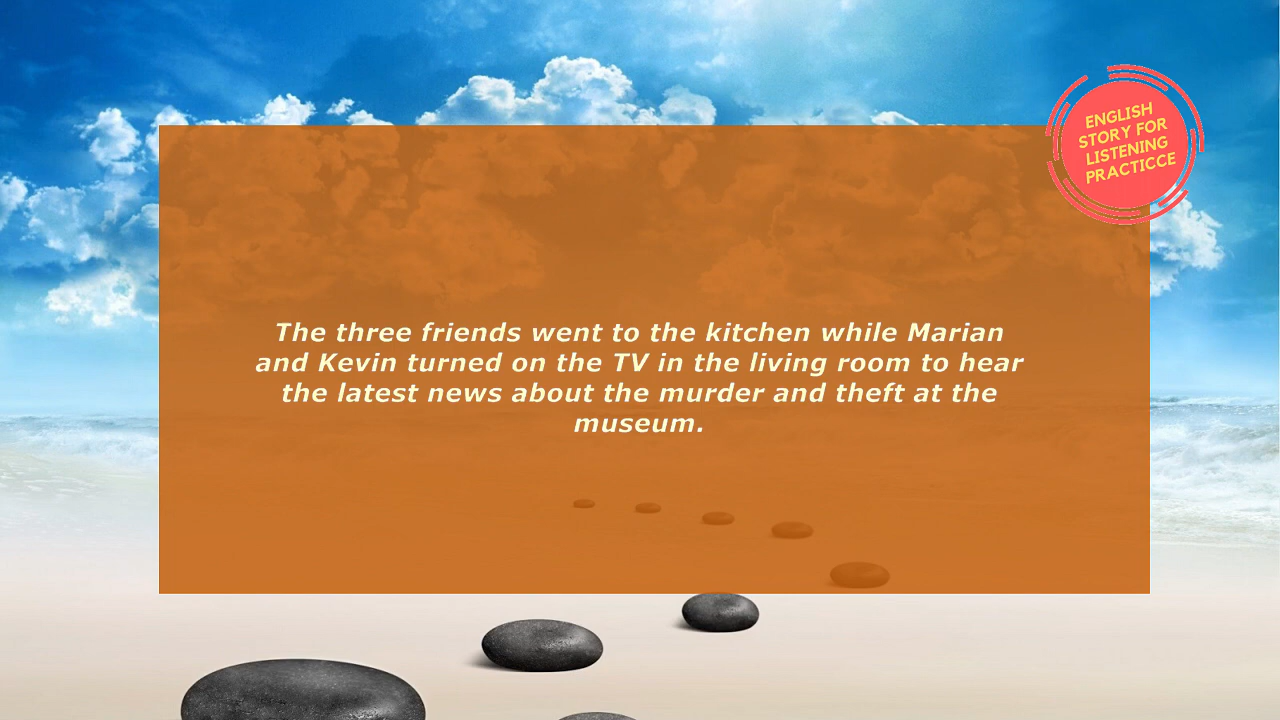 ENGLISH
STORY FOR
LISTENING
PRACTICCE
The three friends went to the kitchen while Marian
and Kevin turned on the TV in the living room to hear
the latest news about the murder and theft at the
museum.